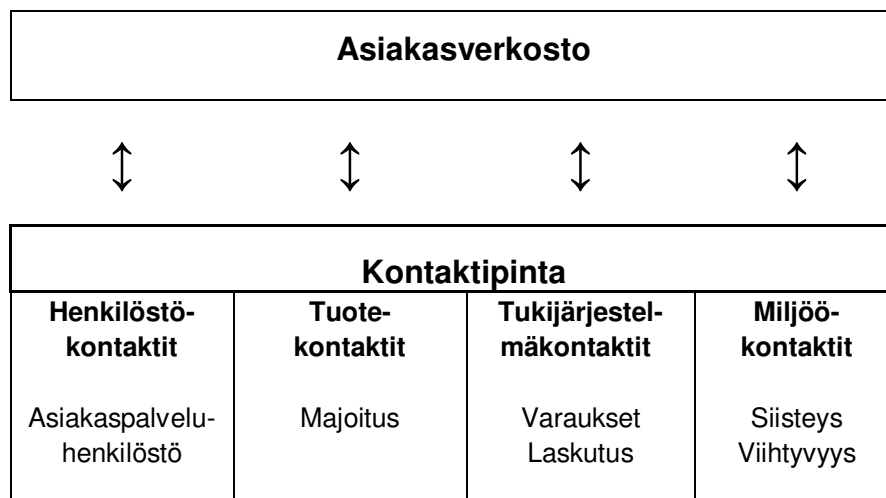 Asiakasverkosto
Kontaktipinta
Henkilöstö-
kontaktit
Asiakaspalvelu-
henkilöstö
Tuote-
kontaktit
Majoitus
Tukijärjestel-
mäkontaktit
Varaukset
Laskutus
Miljöö-
kontaktit
Siisteys
Viihtyvyys